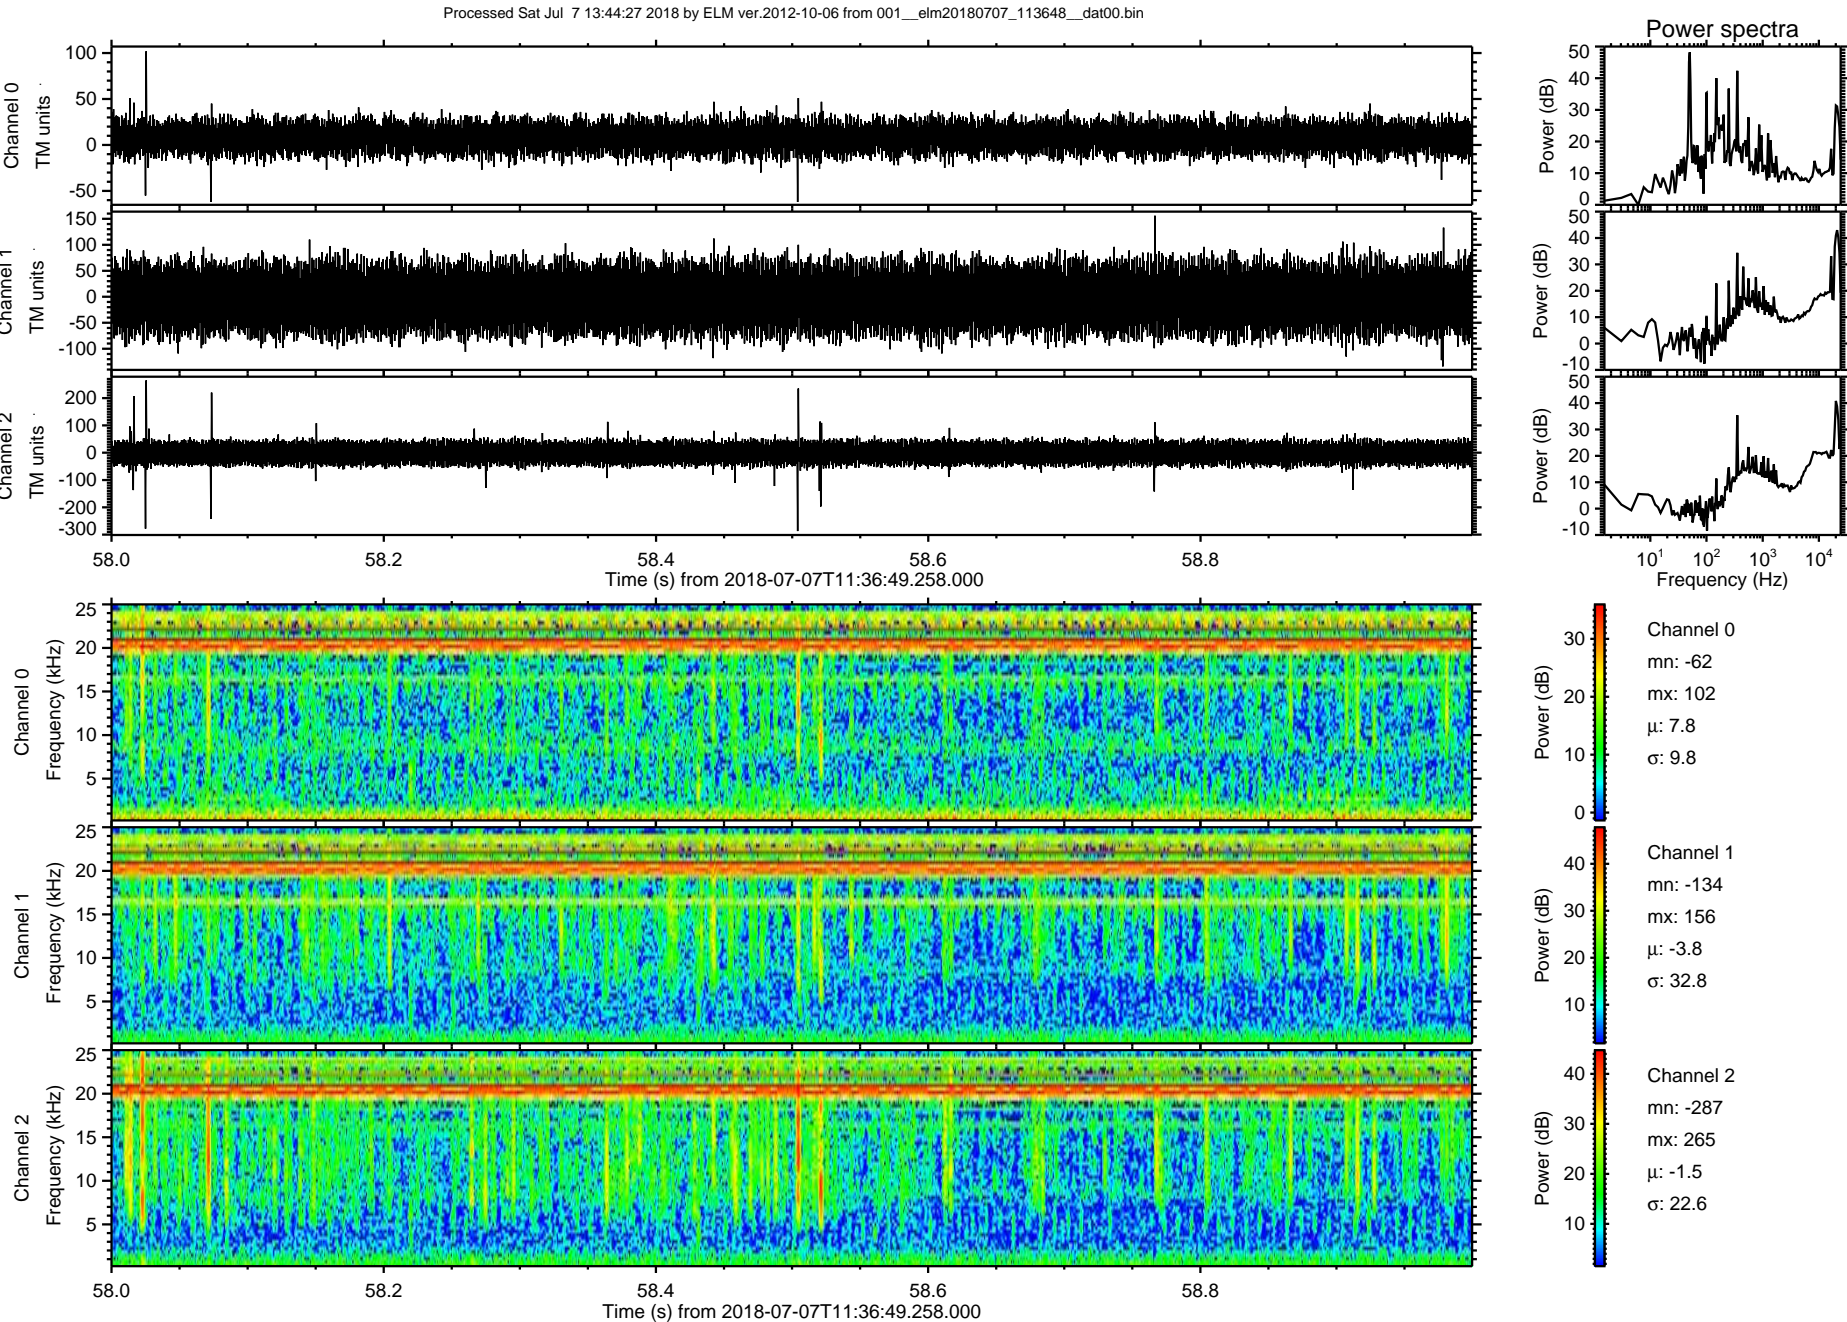 Processed Sat Jul 7 13:44:27 2018 by ELM ver.2012-10-06 from 001__elm20180707_113648__dat00.bin
Power spectra
Channel 0
TM units
100
50
0
-50
Power (dB)
50
40
30
20
10
0
Channel 1
TM units
150
100
50
0
-50
-100
Power (dB)
50
40
30
20
10
0
-10
Channel 2
TM units
200
100
0
-100
-200
-300
Power (dB)
50
40
30
20
10
0
-10
58.0 58.2 58.4 58.6 58.8
Time (s) from 2018-07-07T11:36:49.258.000
10¹ 10² 10³ 10⁴
Frequency (Hz)
Channel 0
Frequency (kHz)
25
20
15
10
5
Power (dB)
30
20
10
0
Channel 0
mn: -62
mx: 102
μ: 7.8
σ: 9.8
Channel 1
Frequency (kHz)
25
20
15
10
5
Power (dB)
40
30
20
10
Channel 1
mn: -134
mx: 156
μ: -3.8
σ: 32.8
Channel 2
Frequency (kHz)
25
20
15
10
5
Power (dB)
40
30
20
10
Channel 2
mn: -287
mx: 265
μ: -1.5
σ: 22.6
58.0 58.2 58.4 58.6 58.8
Time (s) from 2018-07-07T11:36:49.258.000